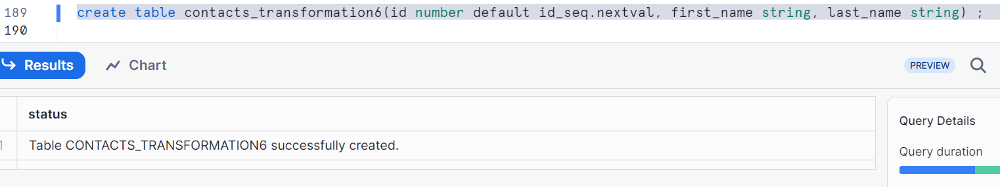 189 create table contacts_transformation6(id number default id_seq.nextval, first_name string, last_name string) ;
190
Results Chart PREVIEW
status
Query Details
1 Table CONTACTS_TRANSFORMATION6 successfully created.
Query duration